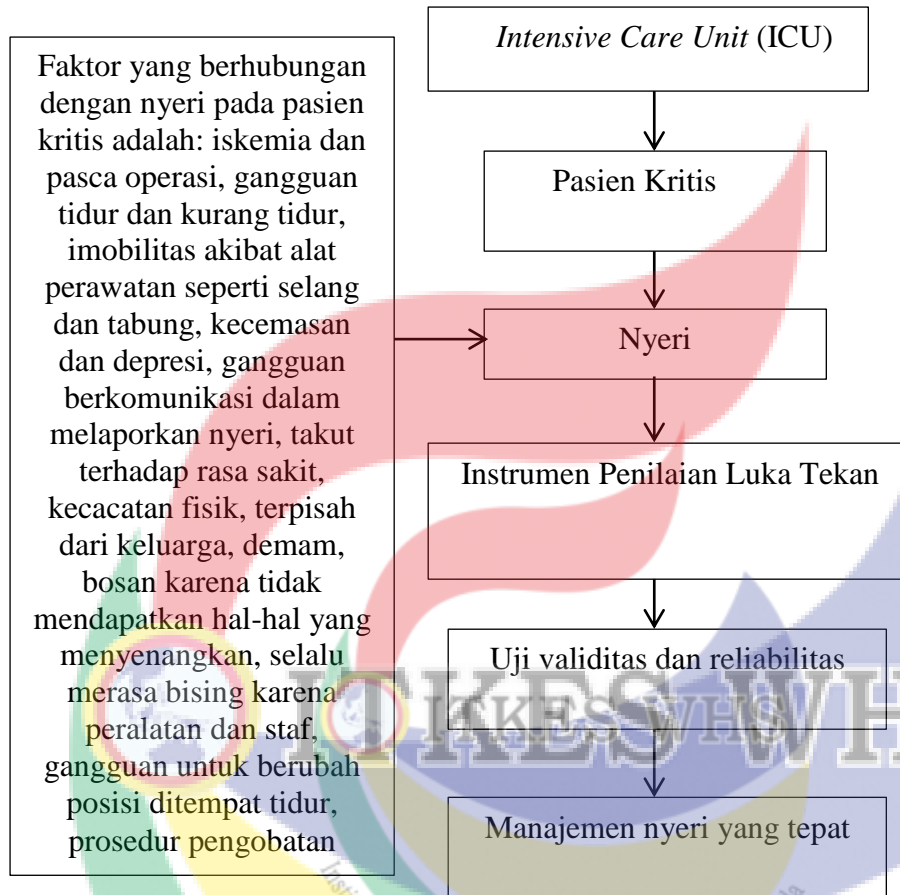 Faktor yang berhubungan
dengan nyeri pada pasien
kritis adalah: iskemia dan
pasca operasi, gangguan
tidur dan kurang tidur,
imobilitas akibat alat
perawatan seperti selang
dan tabung, kecemasan
dan depresi, gangguan
berkomunikasi dalam
melaporkan nyeri, takut
terhadap rasa sakit,
kecacatan fisik, terpisah
dari keluarga, demam,
bosan karena tidak
mendapatkan hal-hal yang
menyenangkan, selalu
merasa bising karena
peralatan dan staf,
gangguan untuk berubah
posisi ditempat tidur,
prosedur pengobatan
Intensive Care Unit (ICU)
Pasien Kritis
Nyeri
Instrumen Penilaian Luka Tekan
Uji validitas dan reliabilitas
Manajemen nyeri yang tepat
ITKES WH
ITKES WHS